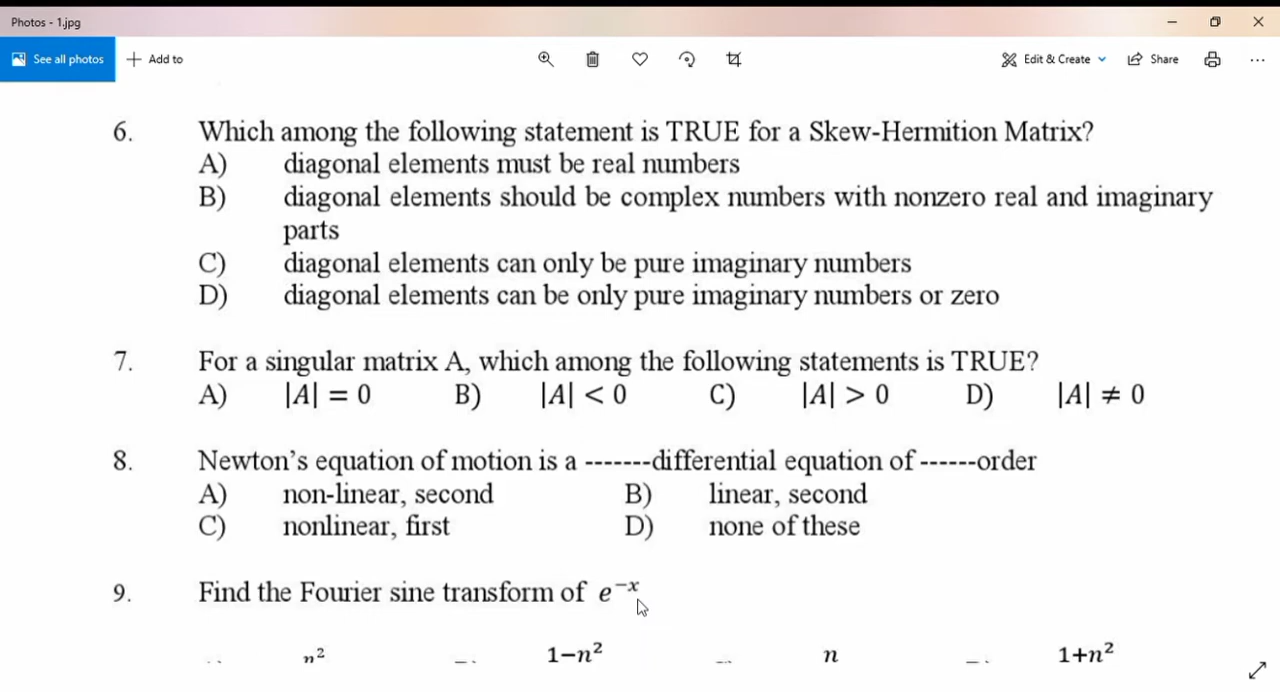 Photos - 1.jpg
See all photos + Add to Edit & Create Share
6. Which among the following statement is TRUE for a Skew-Hermition Matrix?
A) diagonal elements must be real numbers
B) diagonal elements should be complex numbers with nonzero real and imaginary
parts
C) diagonal elements can only be pure imaginary numbers
D) diagonal elements can be only pure imaginary numbers or zero
7. For a singular matrix A, which among the following statements is TRUE?
A) |A| = 0 B) |A| < 0 C) |A| > 0 D) |A| ≠ 0
8. Newton's equation of motion is a -------differential equation of ------order
A) non-linear, second B) linear, second
C) nonlinear, first D) none of these
9. Find the Fourier sine transform of e⁻ˣ
n² 1−n² n 1+n²